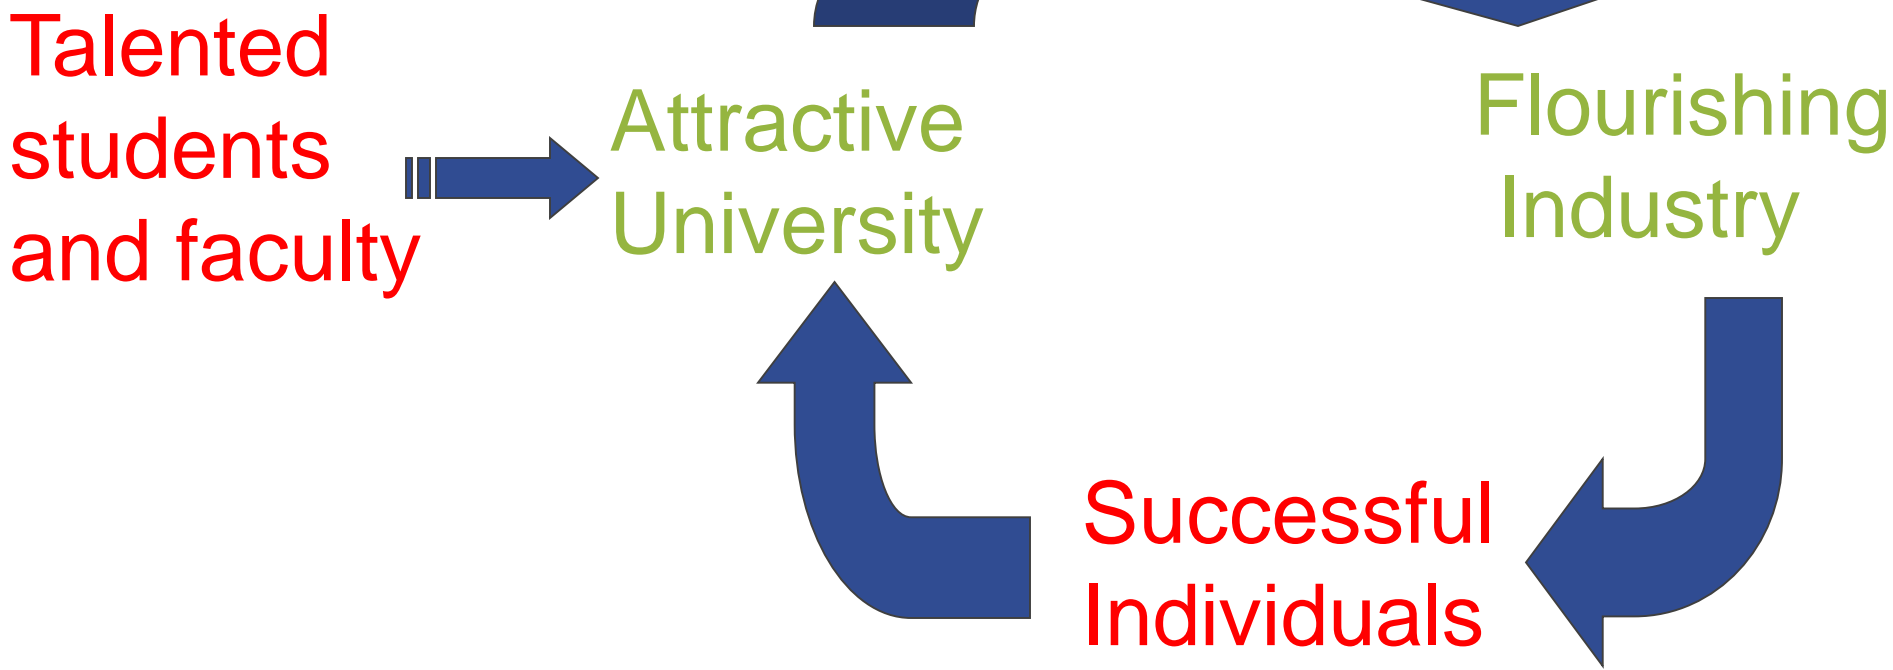 Talented
students
and faculty
Attractive
University
Flourishing
Industry
Successful
Individuals